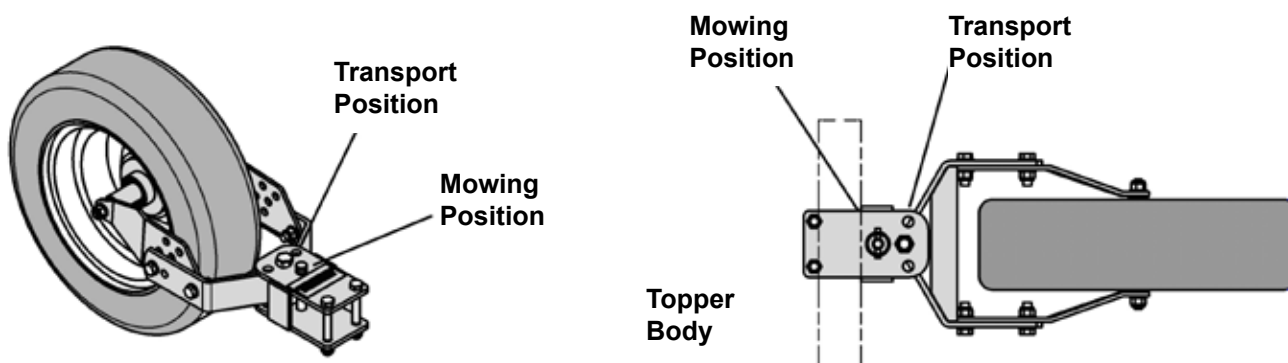 Transport
Position
Mowing
Position
Mowing
Position
Transport
Position
Topper
Body